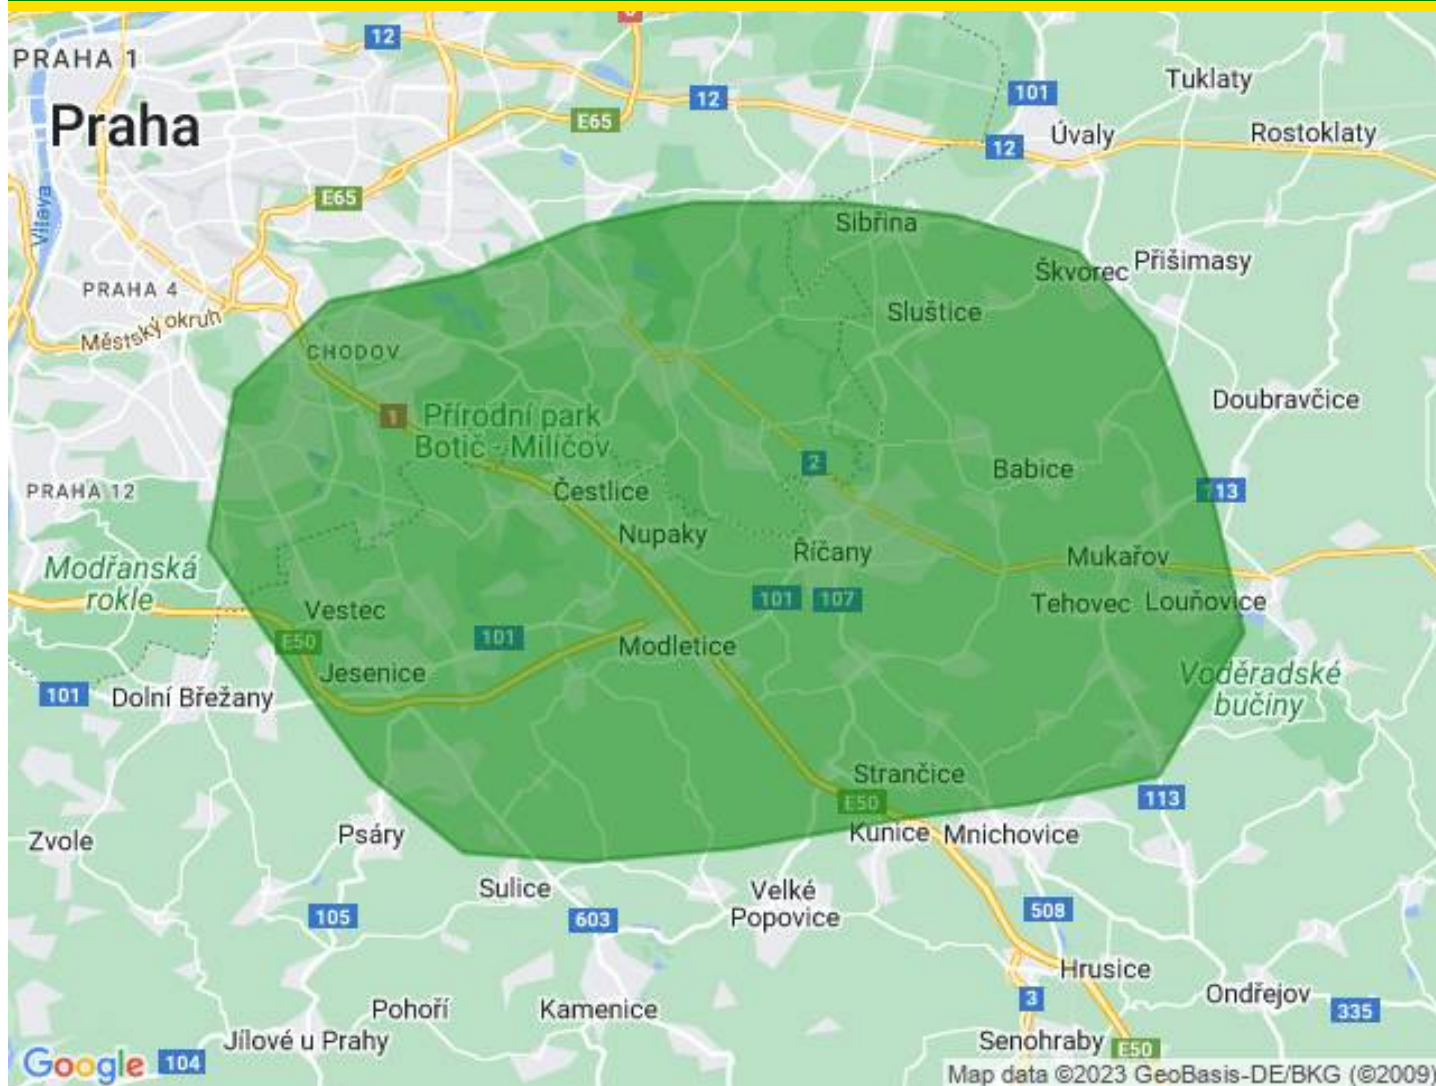 12
PRAHA 1
Praha
E65
12
101
Tuklaty
12
Úvaly
Rostoklaty
E65
Vltava
Sibřina
Škvorec
Přišimasy
PRAHA 4
Městský okruh
Sluštice
CHODOV
1
Přírodní park
Botič - Milíčov
Doubravčice
2
Babice
113
PRAHA 12
Čestlice
Nupaky
Říčany
Mukařov
Modřanská
rokle
101
107
Tehovec
Louňovice
Vestec
E50
101
Modletice
Jesenice
101
Dolní Břežany
Voděradské
bučiny
Strančice
E50
113
Kunice
Mnichovice
Zvole
Psáry
Sulice
Velké
Popovice
105
603
508
Hrusice
3
Ondřejov
335
Pohoří
Kamenice
Jílové u Prahy
Senohraby
E50
Google
104
Map data ©2023 GeoBasis-DE/BKG (©2009)